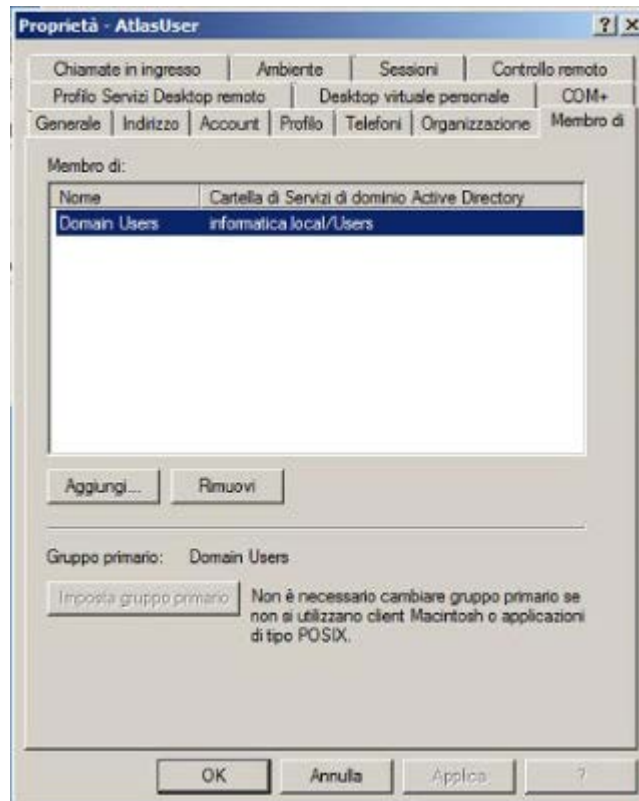 Proprietà - AtlasUser
Chiamate in ingresso Ambiente Sessioni Controllo remoto
Profilo Servizi Desktop remoto Desktop virtuale personale COM+
Generale Indirizzo Account Profilo Telefoni Organizzazione Membro di
Membro di:
Nome Cartella di Servizi di dominio Active Directory
Domain Users informatica.local/Users
Aggiungi... Rimuovi
Gruppo primario: Domain Users
Imposta gruppo primario
Non è necessario cambiare gruppo primario se
non si utilizzano client Macintosh o applicazioni
di tipo POSIX.
OK Annulla Applica ?